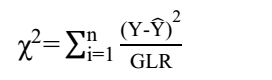 χ²=∑ⁿᵢ₌₁ (Y-Ŷ)² / GLR